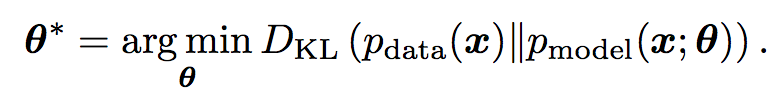 θ* = arg min_θ D_KL (p_data(x)‖p_model(x; θ)) .